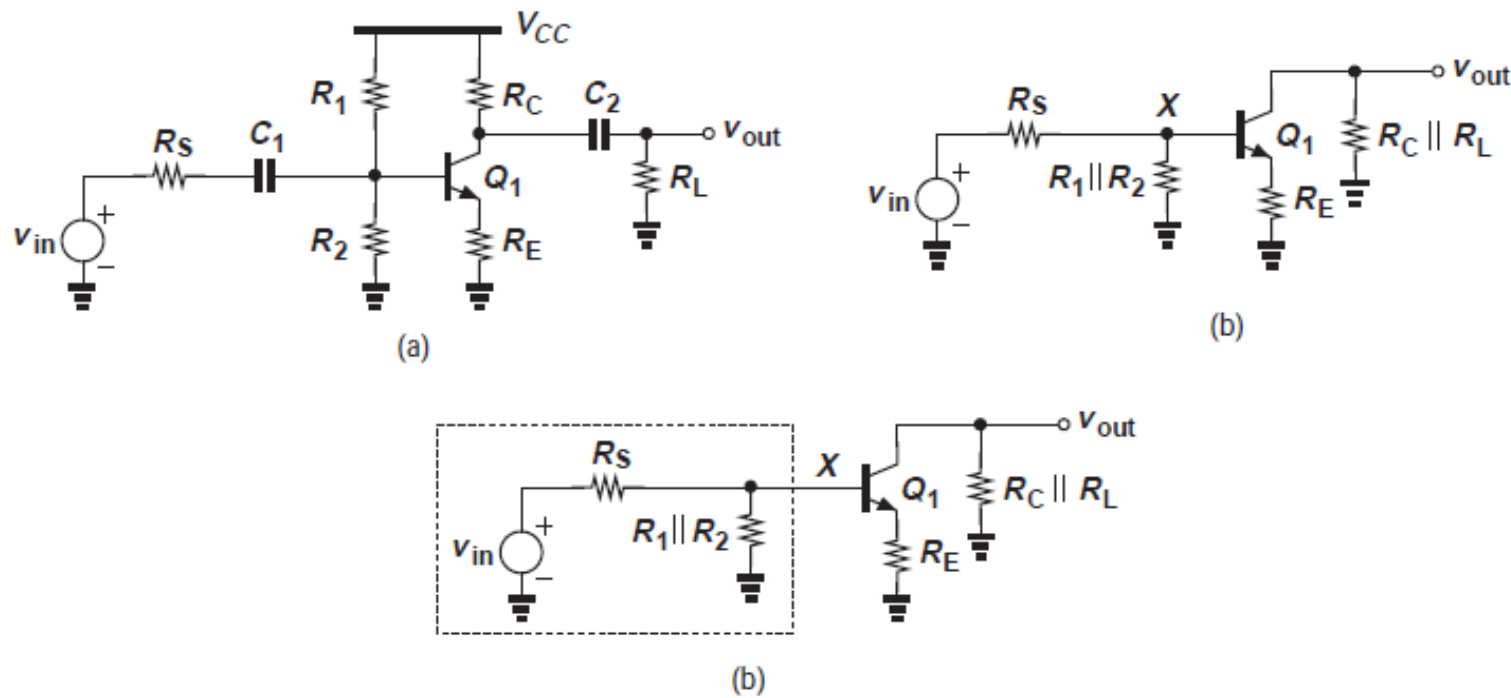 V_CC
R_1
R_C
C_2
v_out
R_S
C_1
Q_1
R_L
v_in
+
−
R_2
R_E
(a)
v_out
X
R_S
Q_1
R_C || R_L
R_1 || R_2
v_in
+
−
R_E
(b)
v_out
R_S
X
Q_1
R_C || R_L
R_1 || R_2
v_in
+
−
R_E
(b)